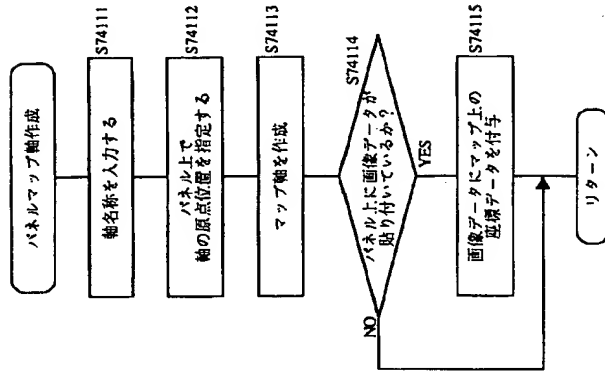 パネルマップ軸作成
S74111
軸名称を入力する
S74112
パネル上で
軸の原点位置を指定する
S74113
マップ軸を作成
S74114
パネル上に画像データが
貼り付いているか?
NO
YES
S74115
画像データにマップ上の
座標データを付与
リターン